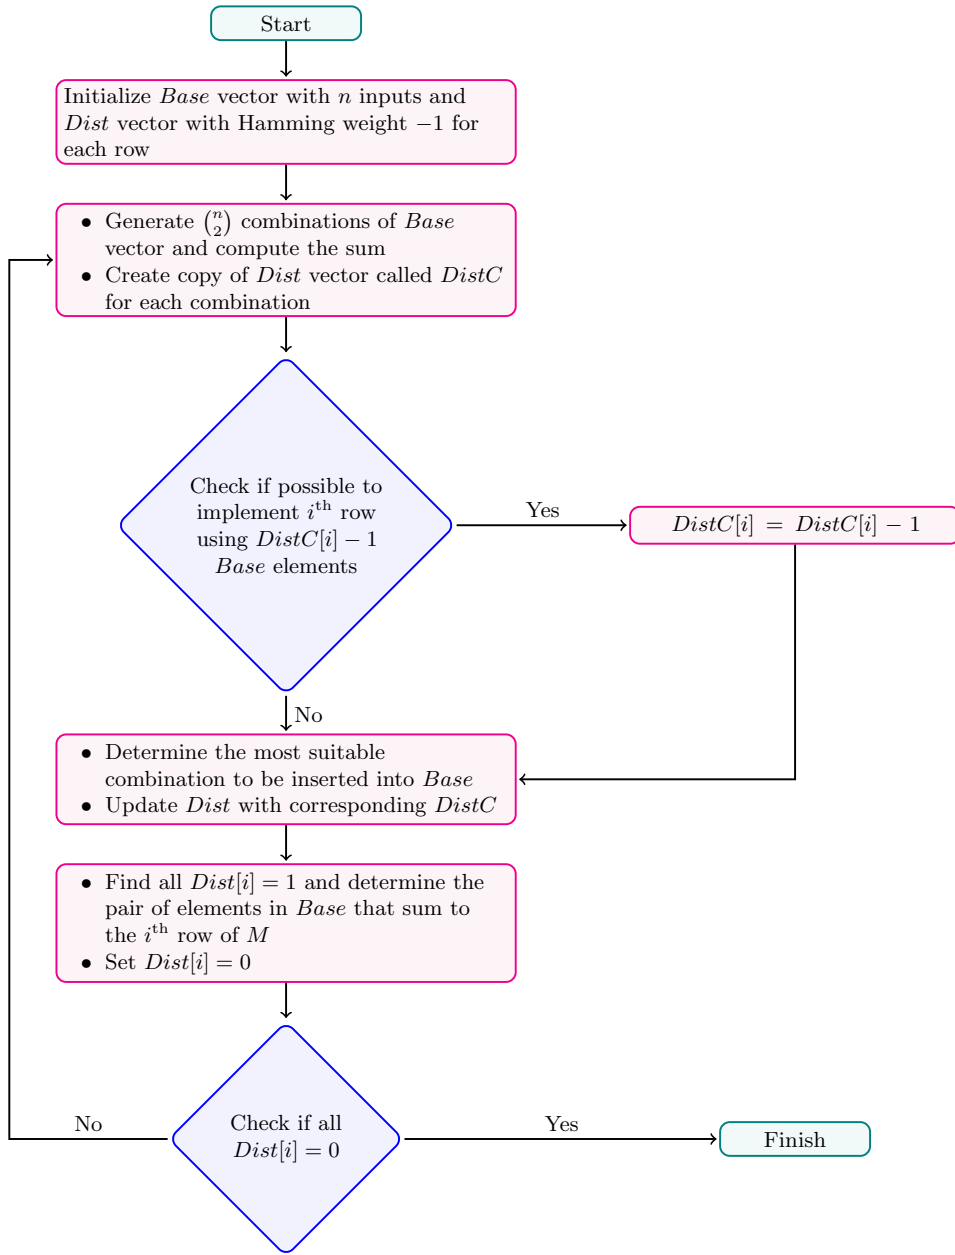 Start
Initialize Base vector with n inputs and
Dist vector with Hamming weight −1 for
each row
• Generate (n 2) combinations of Base
vector and compute the sum
• Create copy of Dist vector called DistC
for each combination
Check if possible to
implement i^th row
using DistC[i] − 1
Base elements
Yes
DistC[i] = DistC[i] − 1
No
• Determine the most suitable
combination to be inserted into Base
• Update Dist with corresponding DistC
• Find all Dist[i] = 1 and determine the
pair of elements in Base that sum to
the i^th row of M
• Set Dist[i] = 0
Check if all
Dist[i] = 0
No
Yes
Finish